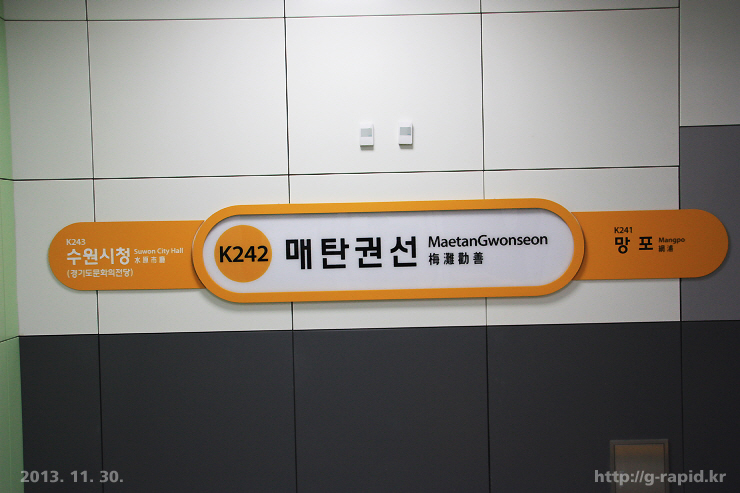 K243
수원시청 Suwon City Hall
水原市廳
(경기도문화의전당)
K242 매탄권선 MaetanGwonseon
梅灘勸善
K241
망포 Mangpo
網浦
2013. 11. 30.
http://g-rapid.kr